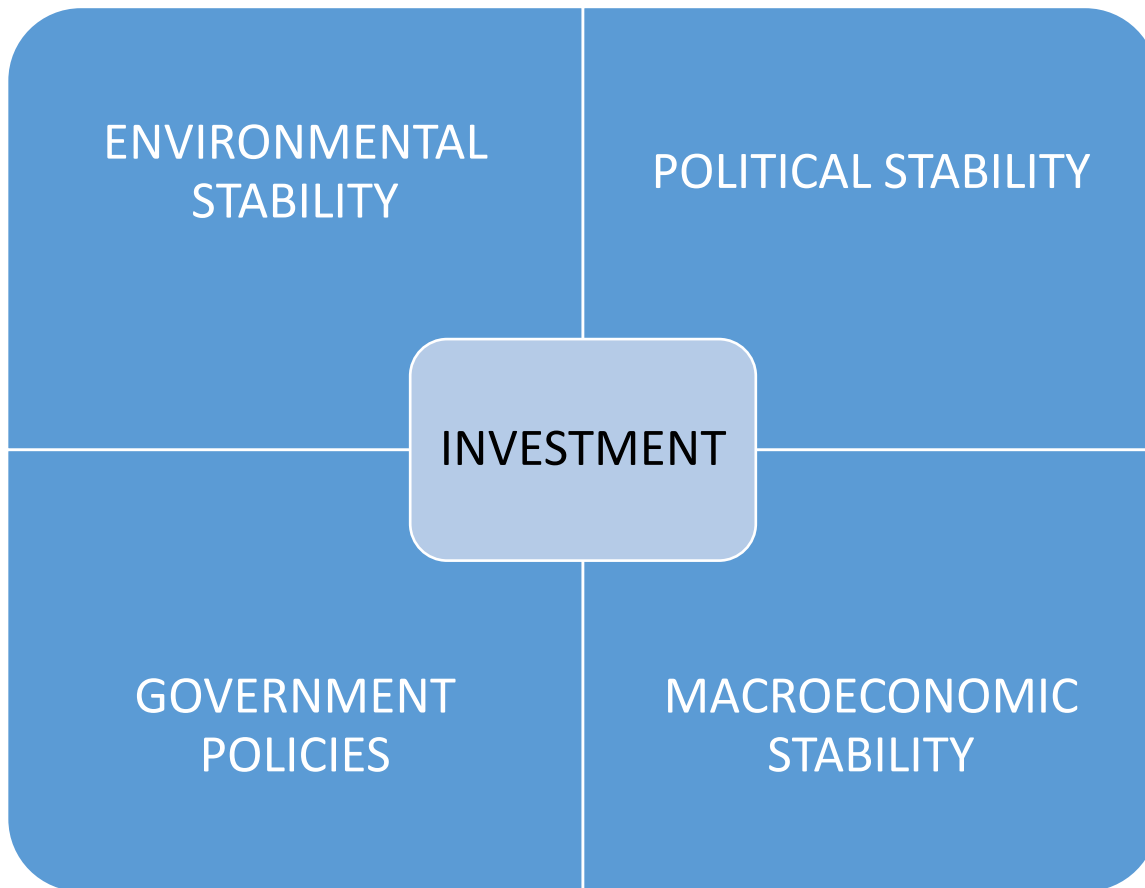 ENVIRONMENTAL
STABILITY
POLITICAL STABILITY
INVESTMENT
GOVERNMENT
POLICIES
MACROECONOMIC
STABILITY